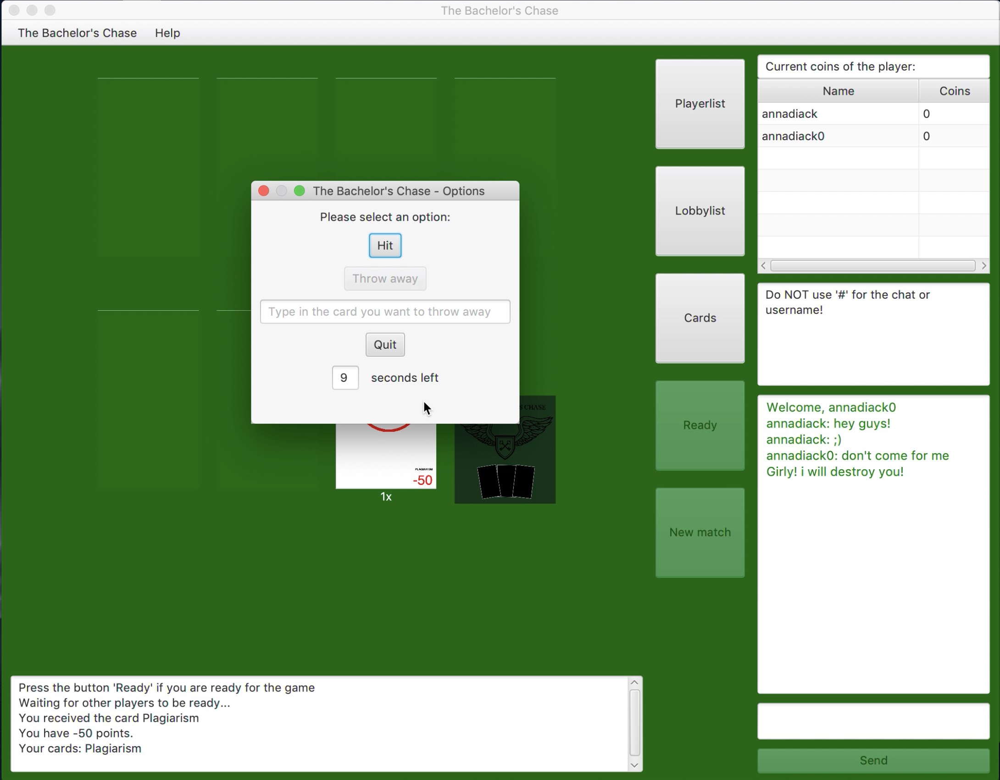 The Bachelor's Chase
The Bachelor's Chase Help
Playerlist
Lobbylist
Cards
Ready
New match
Current coins of the player:
Name Coins
annadiack 0
annadiack0 0
Do NOT use '#' for the chat or
username!
Welcome, annadiack0
annadiack: hey guys!
annadiack: ;)
annadiack0: don't come for me
Girly! i will destroy you!
Send
The Bachelor's Chase - Options
Please select an option:
Hit
Throw away
Type in the card you want to throw away
Quit
9 seconds left
S CHASE
PLAGIARISM
-50
1x
Press the button 'Ready' if you are ready for the game
Waiting for other players to be ready...
You received the card Plagiarism
You have -50 points.
Your cards: Plagiarism